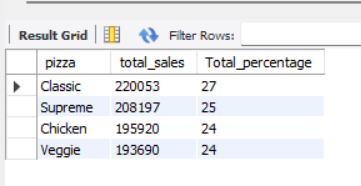 Result Grid Filter Rows:
pizza total_sales Total_percentage
Classic 220053 27
Supreme 208197 25
Chicken 195920 24
Veggie 193690 24